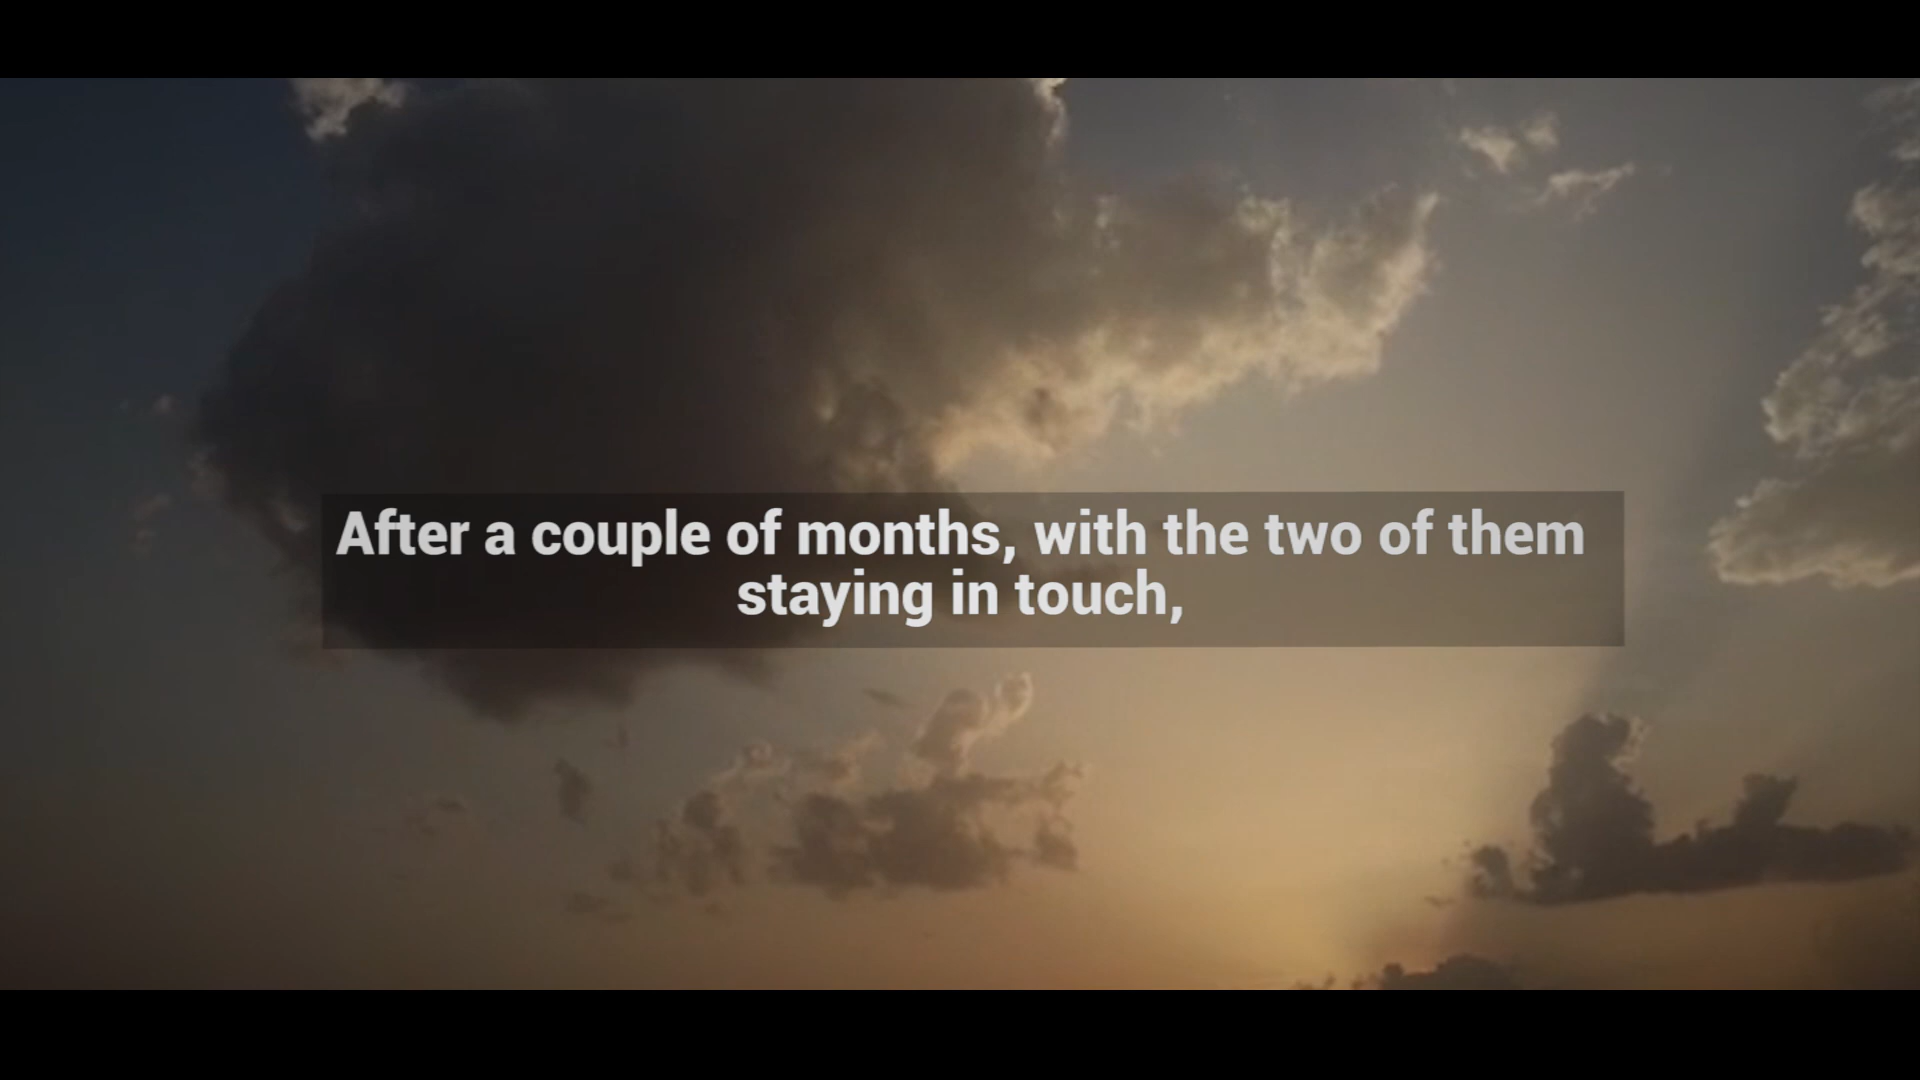 After a couple of months, with the two of them
staying in touch,